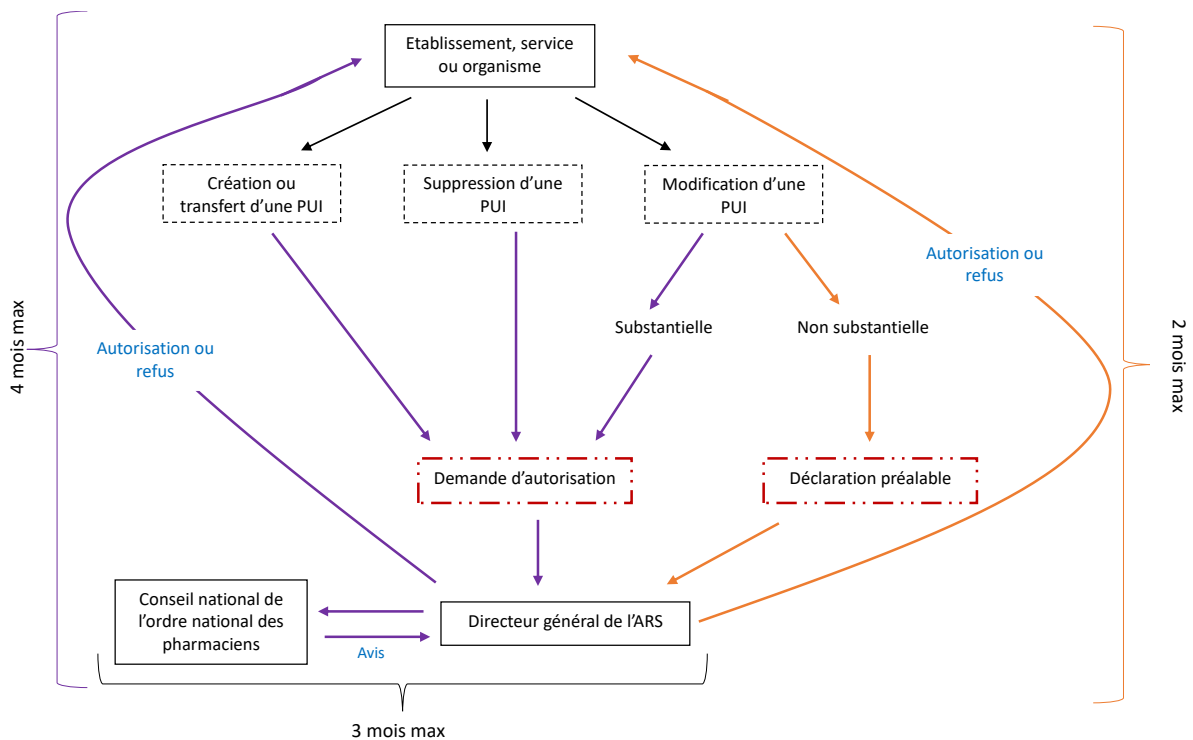 Etablissement, service
ou organisme
Création ou
transfert d'une PUI
Suppression d'une
PUI
Modification d'une
PUI
Autorisation ou
refus
Substantielle
Non substantielle
4 mois max
Autorisation ou
refus
2 mois max
Demande d'autorisation
Déclaration préalable
Conseil national de
l'ordre national des
pharmaciens
Directeur général de l'ARS
Avis
3 mois max